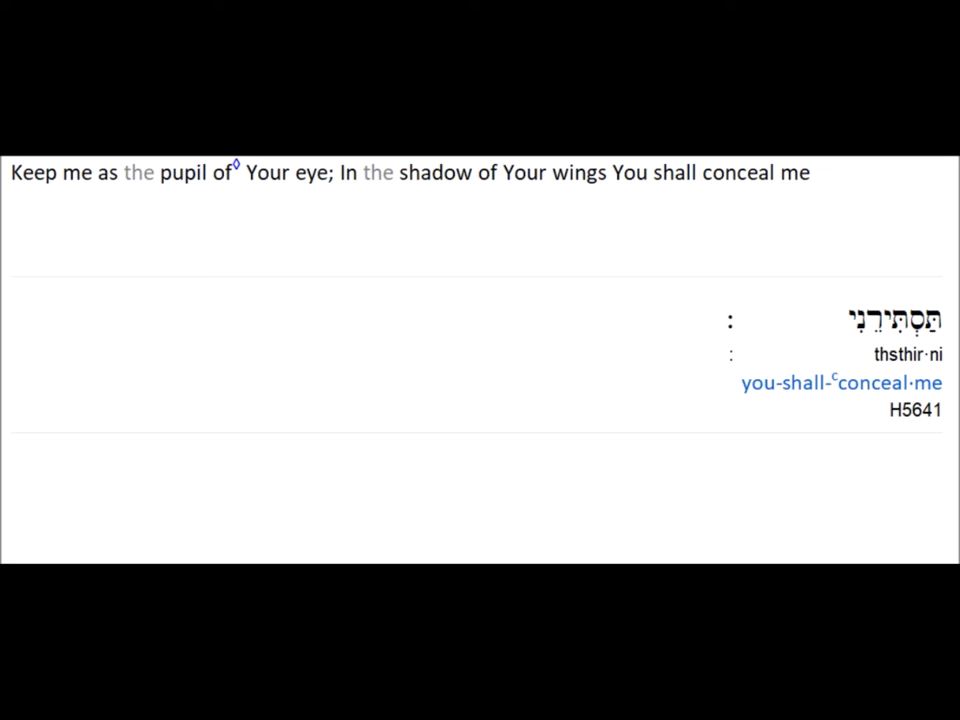 Keep me as the pupil of◊ Your eye; In the shadow of Your wings You shall conceal me
תַּסְתִּירֵנִי :
thsthir·ni :
you-shall-ᶜconceal·me
H5641